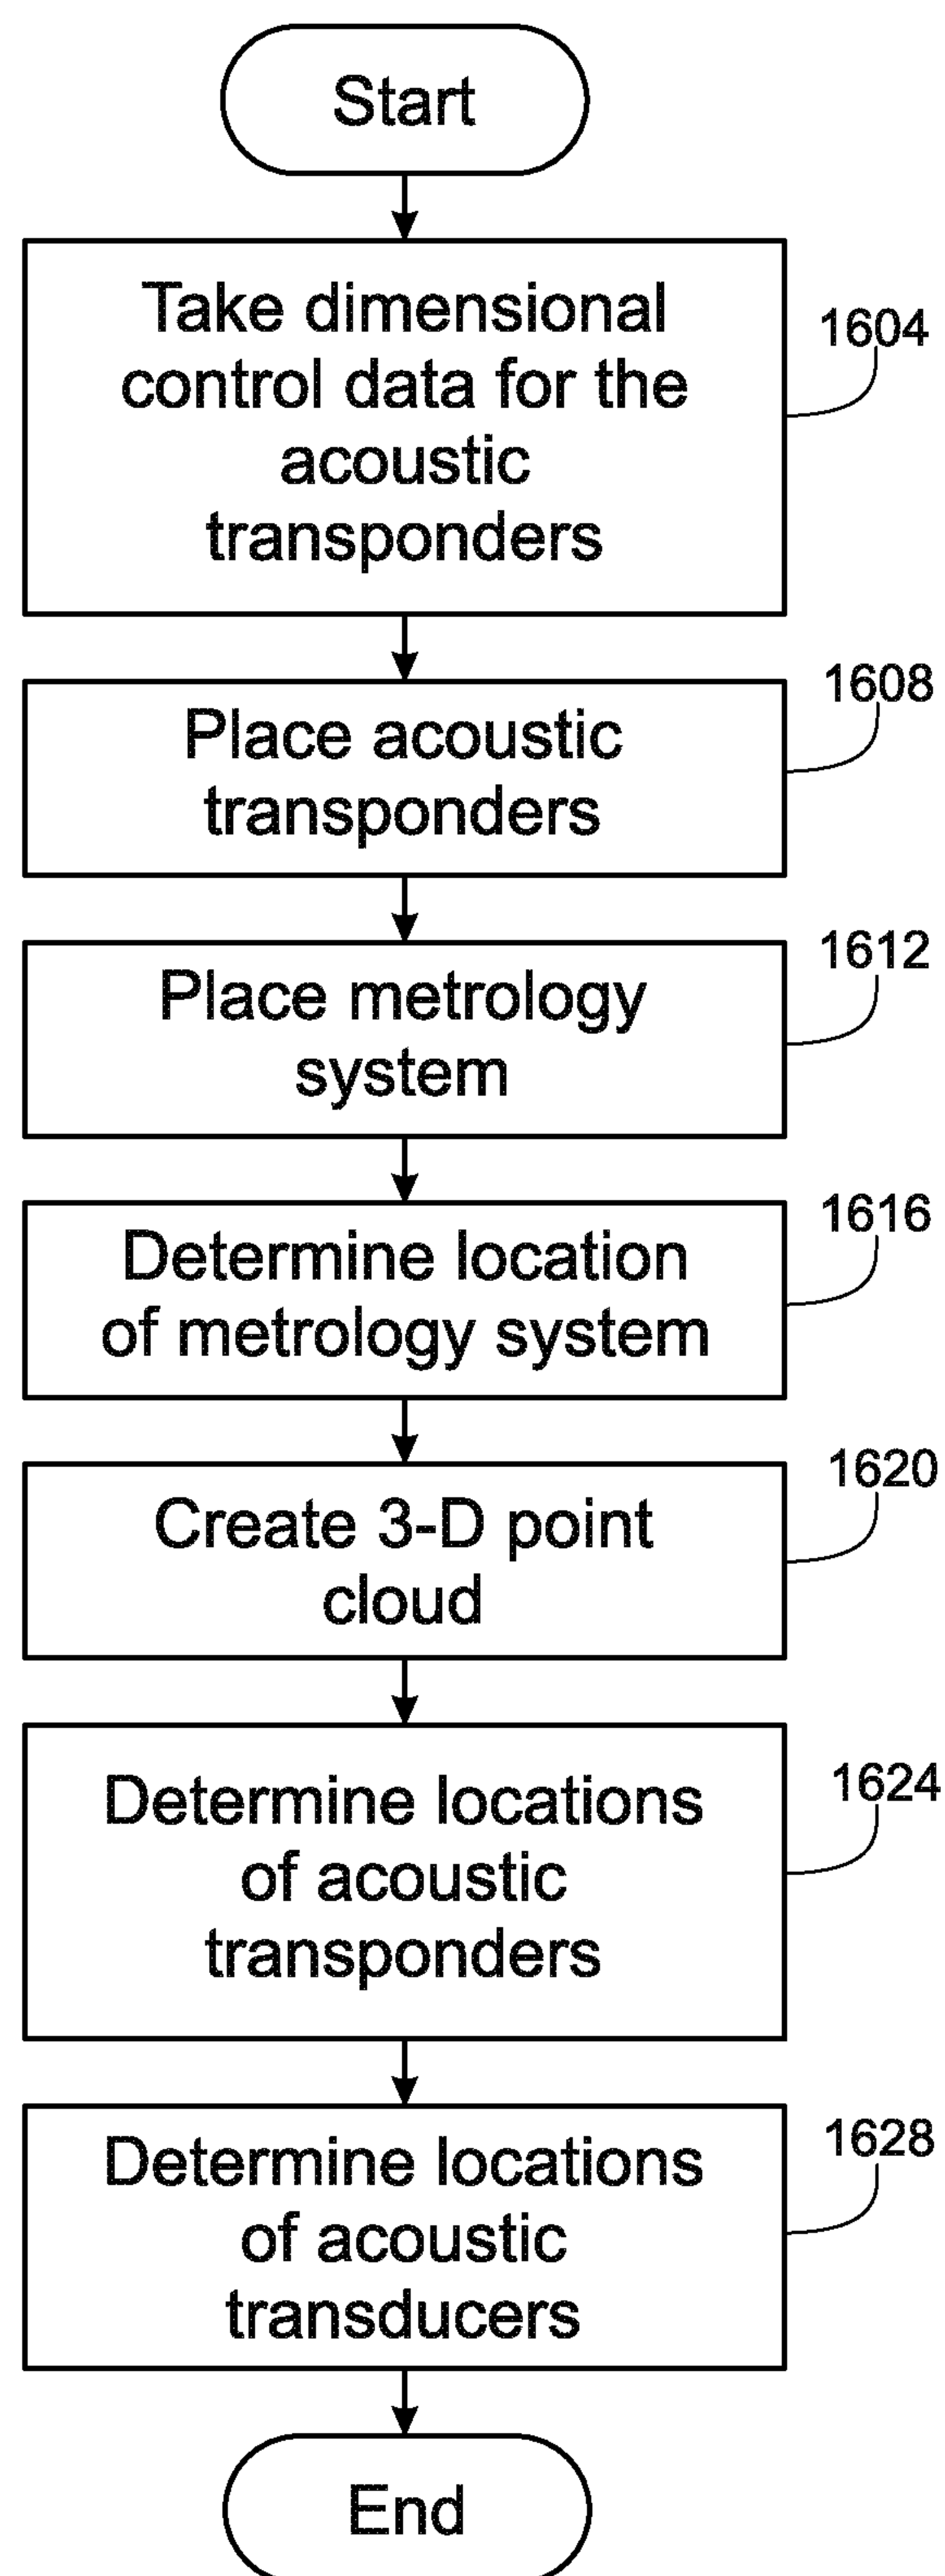 Start
Take dimensional
control data for the
acoustic
transponders
1604
Place acoustic
transponders
1608
Place metrology
system
1612
Determine location
of metrology system
1616
Create 3-D point
cloud
1620
Determine locations
of acoustic
transponders
1624
Determine locations
of acoustic
transducers
1628
End